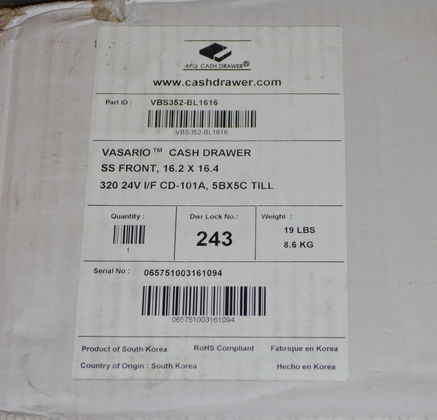 APG CASH DRAWER®
www.cashdrawer.com
Part ID : VBS352-BL1616
VBS352-BL1616
VASARIO™ CASH DRAWER
SS FRONT, 16.2 X 16.4
320 24V I/F CD-101A, 5BX5C TILL
Quantity : Dwr Lock No.: Weight :
243 19 LBS
1 8.6 KG
Serial No : 065751003161094
065751003161094
Product of South Korea RoHS Compliant Fabrique en Korea
Country of Origin : South Korea Hecho en Korea